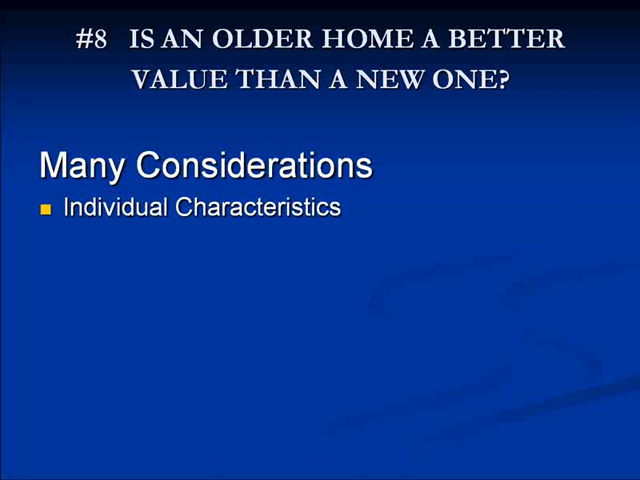 #8 IS AN OLDER HOME A BETTER
VALUE THAN A NEW ONE?
Many Considerations
Individual Characteristics